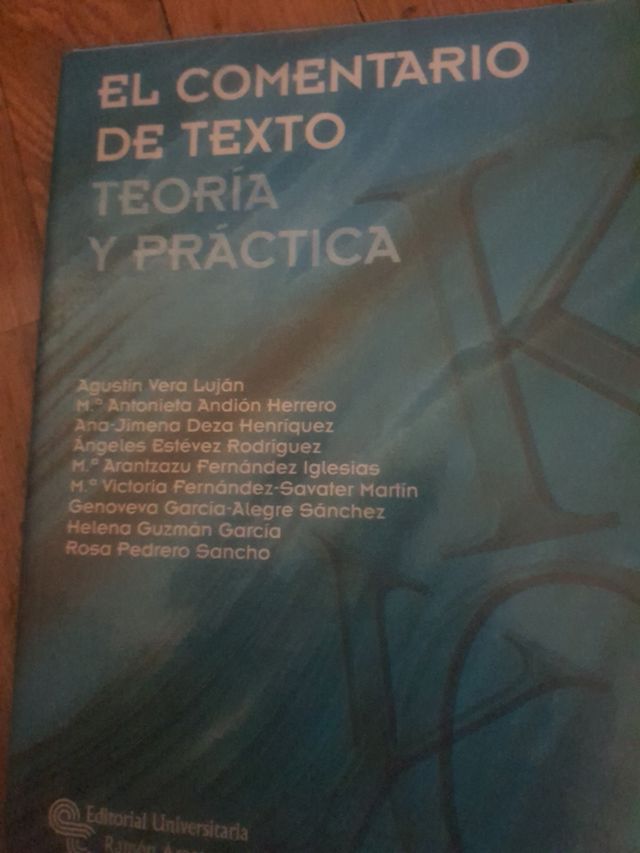 EL COMENTARIO
DE TEXTO
TEORÍA
Y PRÁCTICA
Agustín Vera Luján
M.ª Antonieta Andión Herrero
Ana-Jimena Deza Henríquez
Ángeles Estévez Rodríguez
M.ª Arantzazu Fernández Iglesias
M.ª Victoria Fernández-Savater Martín
Genoveva García-Alegre Sánchez
Helena Guzmán García
Rosa Pedrero Sancho
Editorial Universitaria
Ramón